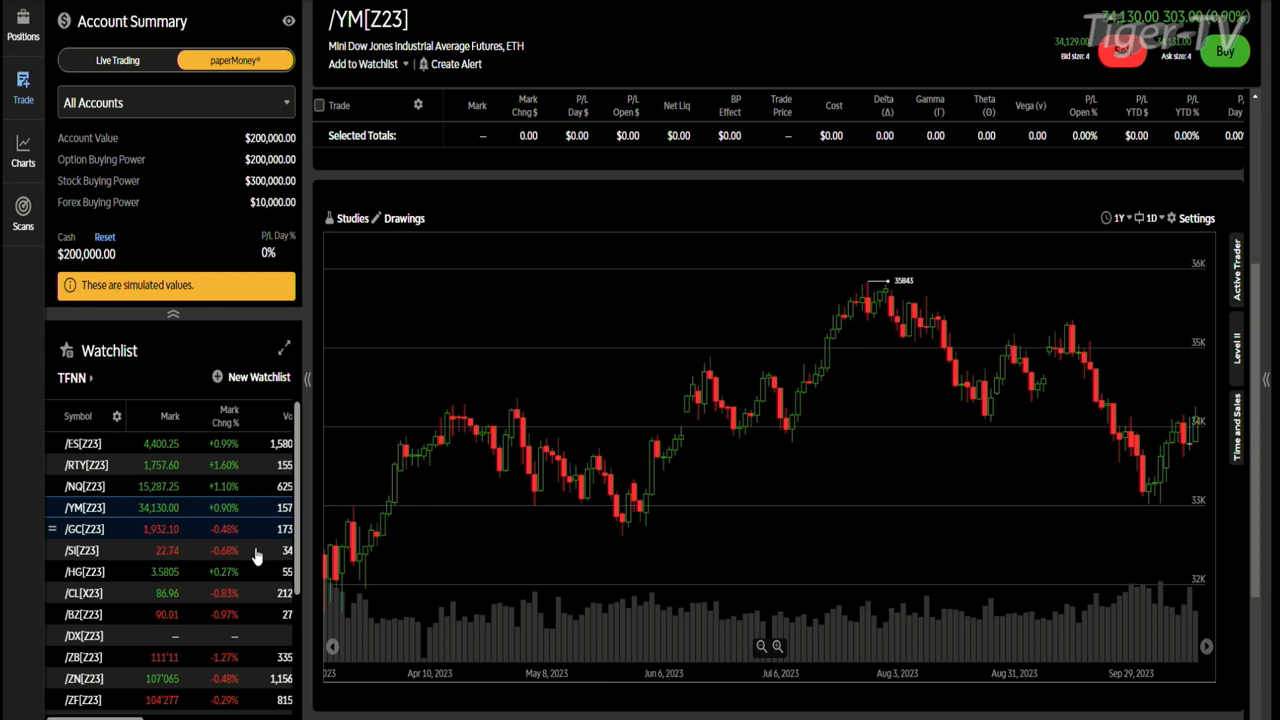 Positions
Trade
Charts
Scans
Account Summary
Live Trading
paperMoney®
All Accounts
Account Value $200,000.00
Option Buying Power $200,000.00
Stock Buying Power $300,000.00
Forex Buying Power $10,000.00
Cash Reset P/L Day %
$200,000.00 0%
These are simulated values.
Watchlist
TFNN
New Watchlist
Symbol Mark Mark Chng % Vo
/ES[Z23] 4,400.25 +0.99% 1,580
/RTY[Z23] 1,757.60 +1.60% 155
/NQ[Z23] 15,287.25 +1.10% 625
/YM[Z23] 34,130.00 +0.90% 157
/GC[Z23] 1,932.10 -0.48% 173
/SI[Z23] 22.74 -0.68% 34
/HG[Z23] 3.5805 +0.27% 55
/CL[X23] 86.96 -0.83% 212
/BZ[Z23] 90.01 -0.97% 27
/DX[Z23] – –
/ZB[Z23] 111'11 -1.27% 335
/ZN[Z23] 107'065 -0.48% 1,156
/ZF[Z23] 104'277 -0.29% 815
/YM[Z23]
Mini Dow Jones Industrial Average Futures, ETH
Add to Watchlist
Create Alert
34,130.00 303.00 (0.90%)
Tiger-TV
34,129.00
Bid size: 4
Sell
34,131.00
Ask size: 4
Buy
Trade Mark Mark Chng $ P/L Day $ P/L Open $ Net Liq BP Effect Trade Price Cost Delta (Δ) Gamma (Γ) Theta (Θ) Vega (v) P/L Open % P/L YTD $ P/L YTD % P/ Day
Selected Totals: – 0.00 $0.00 $0.00 $0.00 $0.00 – $0.00 0.00 0.00 0.00 0.00 0.00% $0.00 0.00% 0.00
Studies
Drawings
1Y
1D
Settings
35843
36K
35K
34K
33K
32K
023 Apr 10, 2023 May 8, 2023 Jun 6, 2023 Jul 6, 2023 Aug 3, 2023 Aug 31, 2023 Sep 29, 2023
Active Trader
Level II
Time and Sales